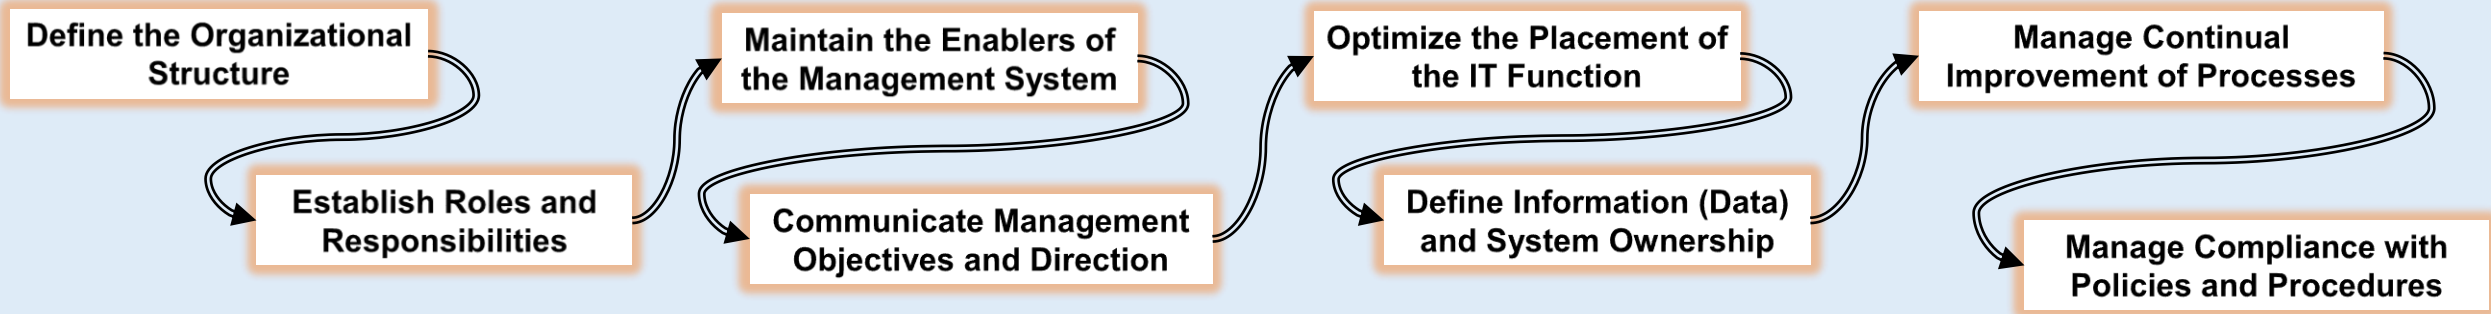 Define the Organizational
Structure
Establish Roles and
Responsibilities
Maintain the Enablers of
the Management System
Communicate Management
Objectives and Direction
Optimize the Placement of
the IT Function
Define Information (Data)
and System Ownership
Manage Continual
Improvement of Processes
Manage Compliance with
Policies and Procedures